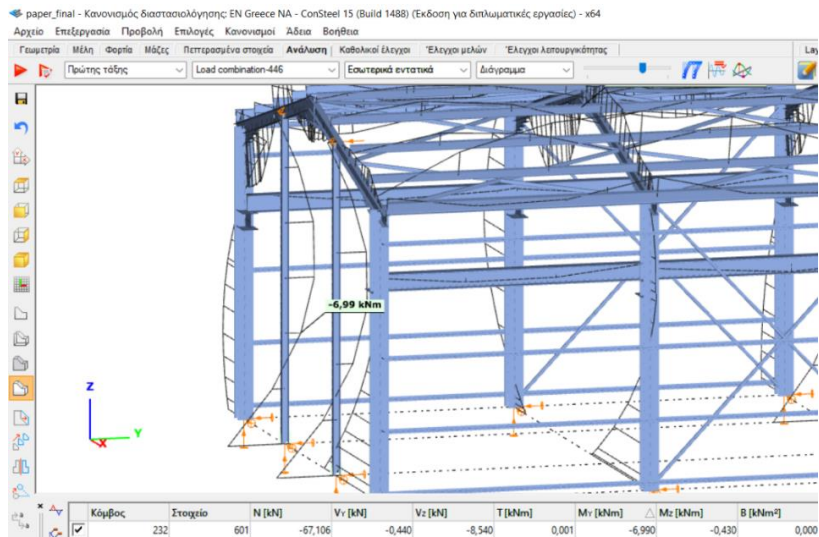 paper_final - Κανονισμός διαστασιολόγησης: EN Greece NA - ConSteel 15 (Build 1488) (Έκδοση για διπλωματικές εργασίες) - x64
Αρχείο Επεξεργασία Προβολή Επιλογές Κανονισμοί Άδεια Βοήθεια
Γεωμετρία Μέλη Φορτία Μάζες Πεπερασμένα στοιχεία Ανάλυση Καθολικοί έλεγχοι Έλεγχοι μελών Έλεγχοι λειτουργικότητας Lay
Πρώτης τάξης Load combination-446 Εσωτερικά εντατικά Διάγραμμα
-6,99 kNm
Z
Y
X
Κόμβος Στοιχείο N [kN] VY [kN] VZ [kN] T[kNm] MY [kNm] MZ [kNm] B [kNm²]
232 601 -67,106 -0,440 -8,540 0,001 -6,990 -0,430 0,000